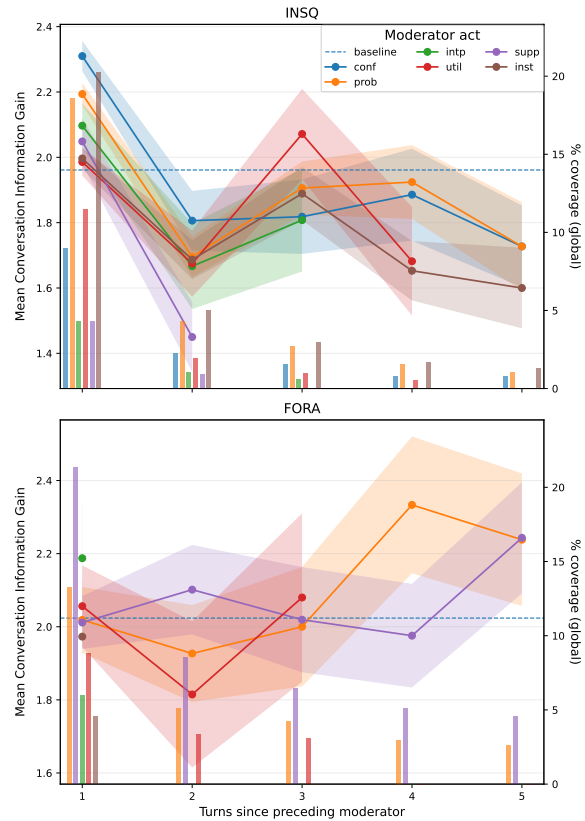 INSQ
Moderator act
baseline
conf
prob
intp
util
supp
inst
Mean Conversation Information Gain
2.4
2.2
2.0
1.8
1.6
1.4
% coverage (global)
20
15
10
5
0
FORA
Mean Conversation Information Gain
2.4
2.2
2.0
1.8
1.6
% coverage (global)
20
15
10
5
0
1
2
3
4
5
Turns since preceding moderator